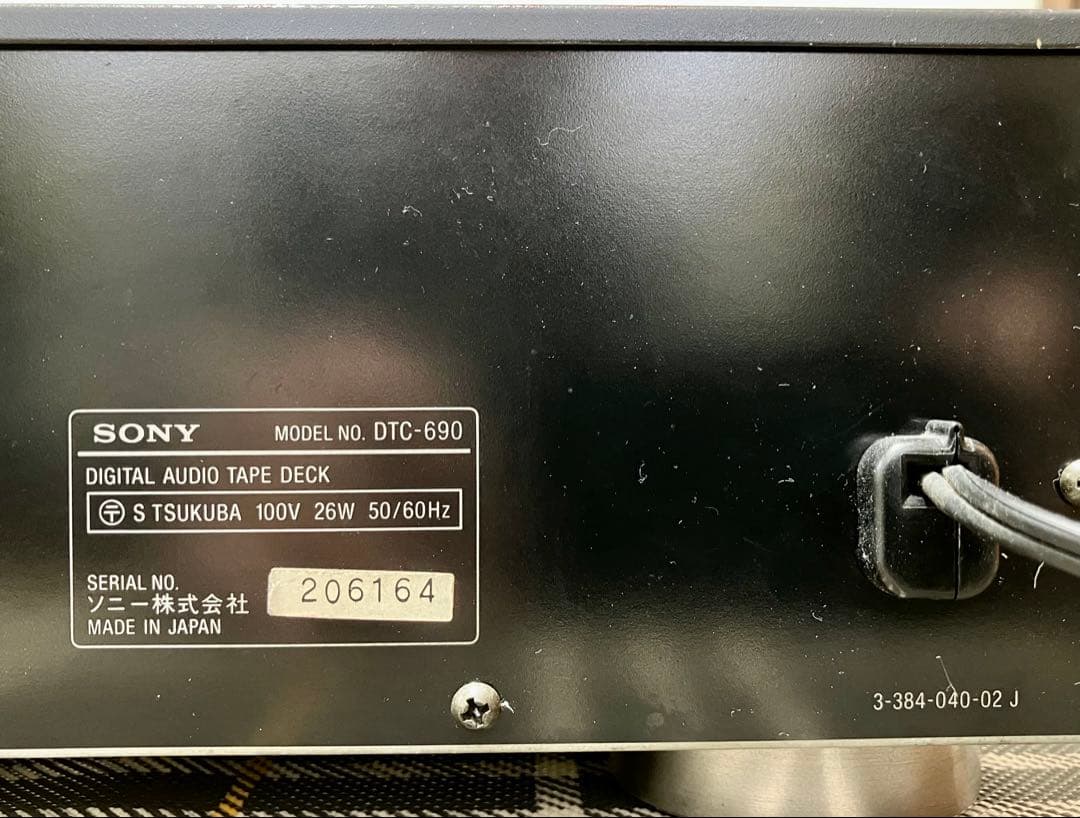 SONY MODEL NO. DTC-690
DIGITAL AUDIO TAPE DECK
〒 S TSUKUBA 100V 26W 50/60Hz
SERIAL NO. 206164
ソニー株式会社
MADE IN JAPAN
3-384-040-02 J